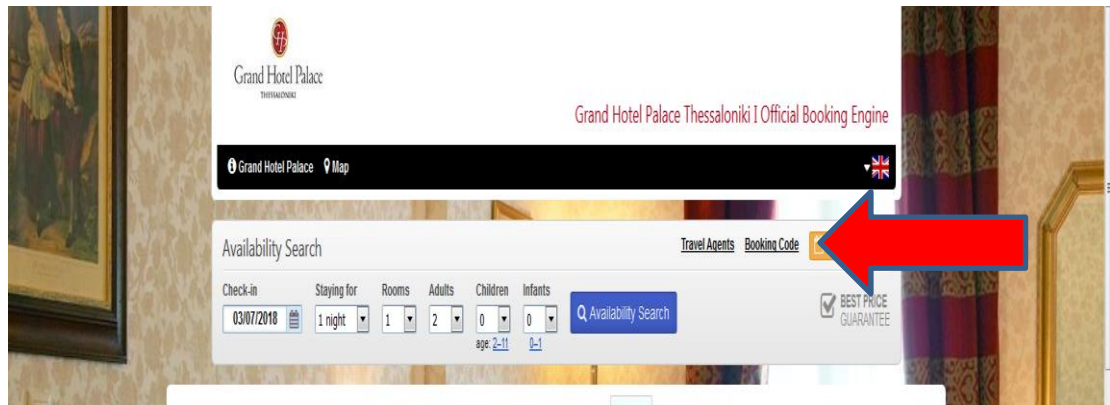 Grand Hotel Palace
THESSALONIKI
Grand Hotel Palace Thessaloniki I Official Booking Engine
Grand Hotel Palace Map
Availability Search Travel Agents Booking Code
Check-in Staying for Rooms Adults Children Infants
03/07/2018 1 night 1 2 0 0 Availability Search
BEST PRICE
GUARANTEE
age: 2–11 0–1